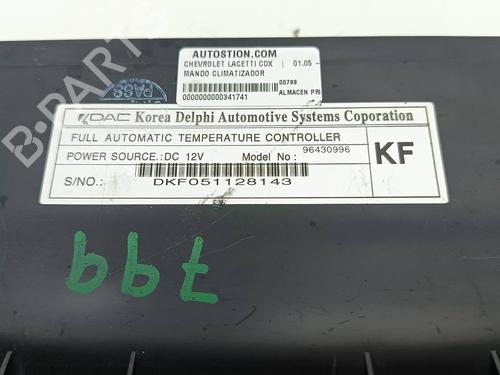 AUTOSTION.COM
CHEVROLET LACETTI CDX
01.05 -
MANDO CLIMATIZADOR
00799
0000000000341741
ALMACEN PRI
PASS
KDAC Korea Delphi Automotive Systems Coporation
FULL AUTOMATIC TEMPERATURE CONTROLLER
POWER SOURCE.:DC 12V
Model No :
96430996
KF
S/NO.:
DKF051128143
799
B-PARTS